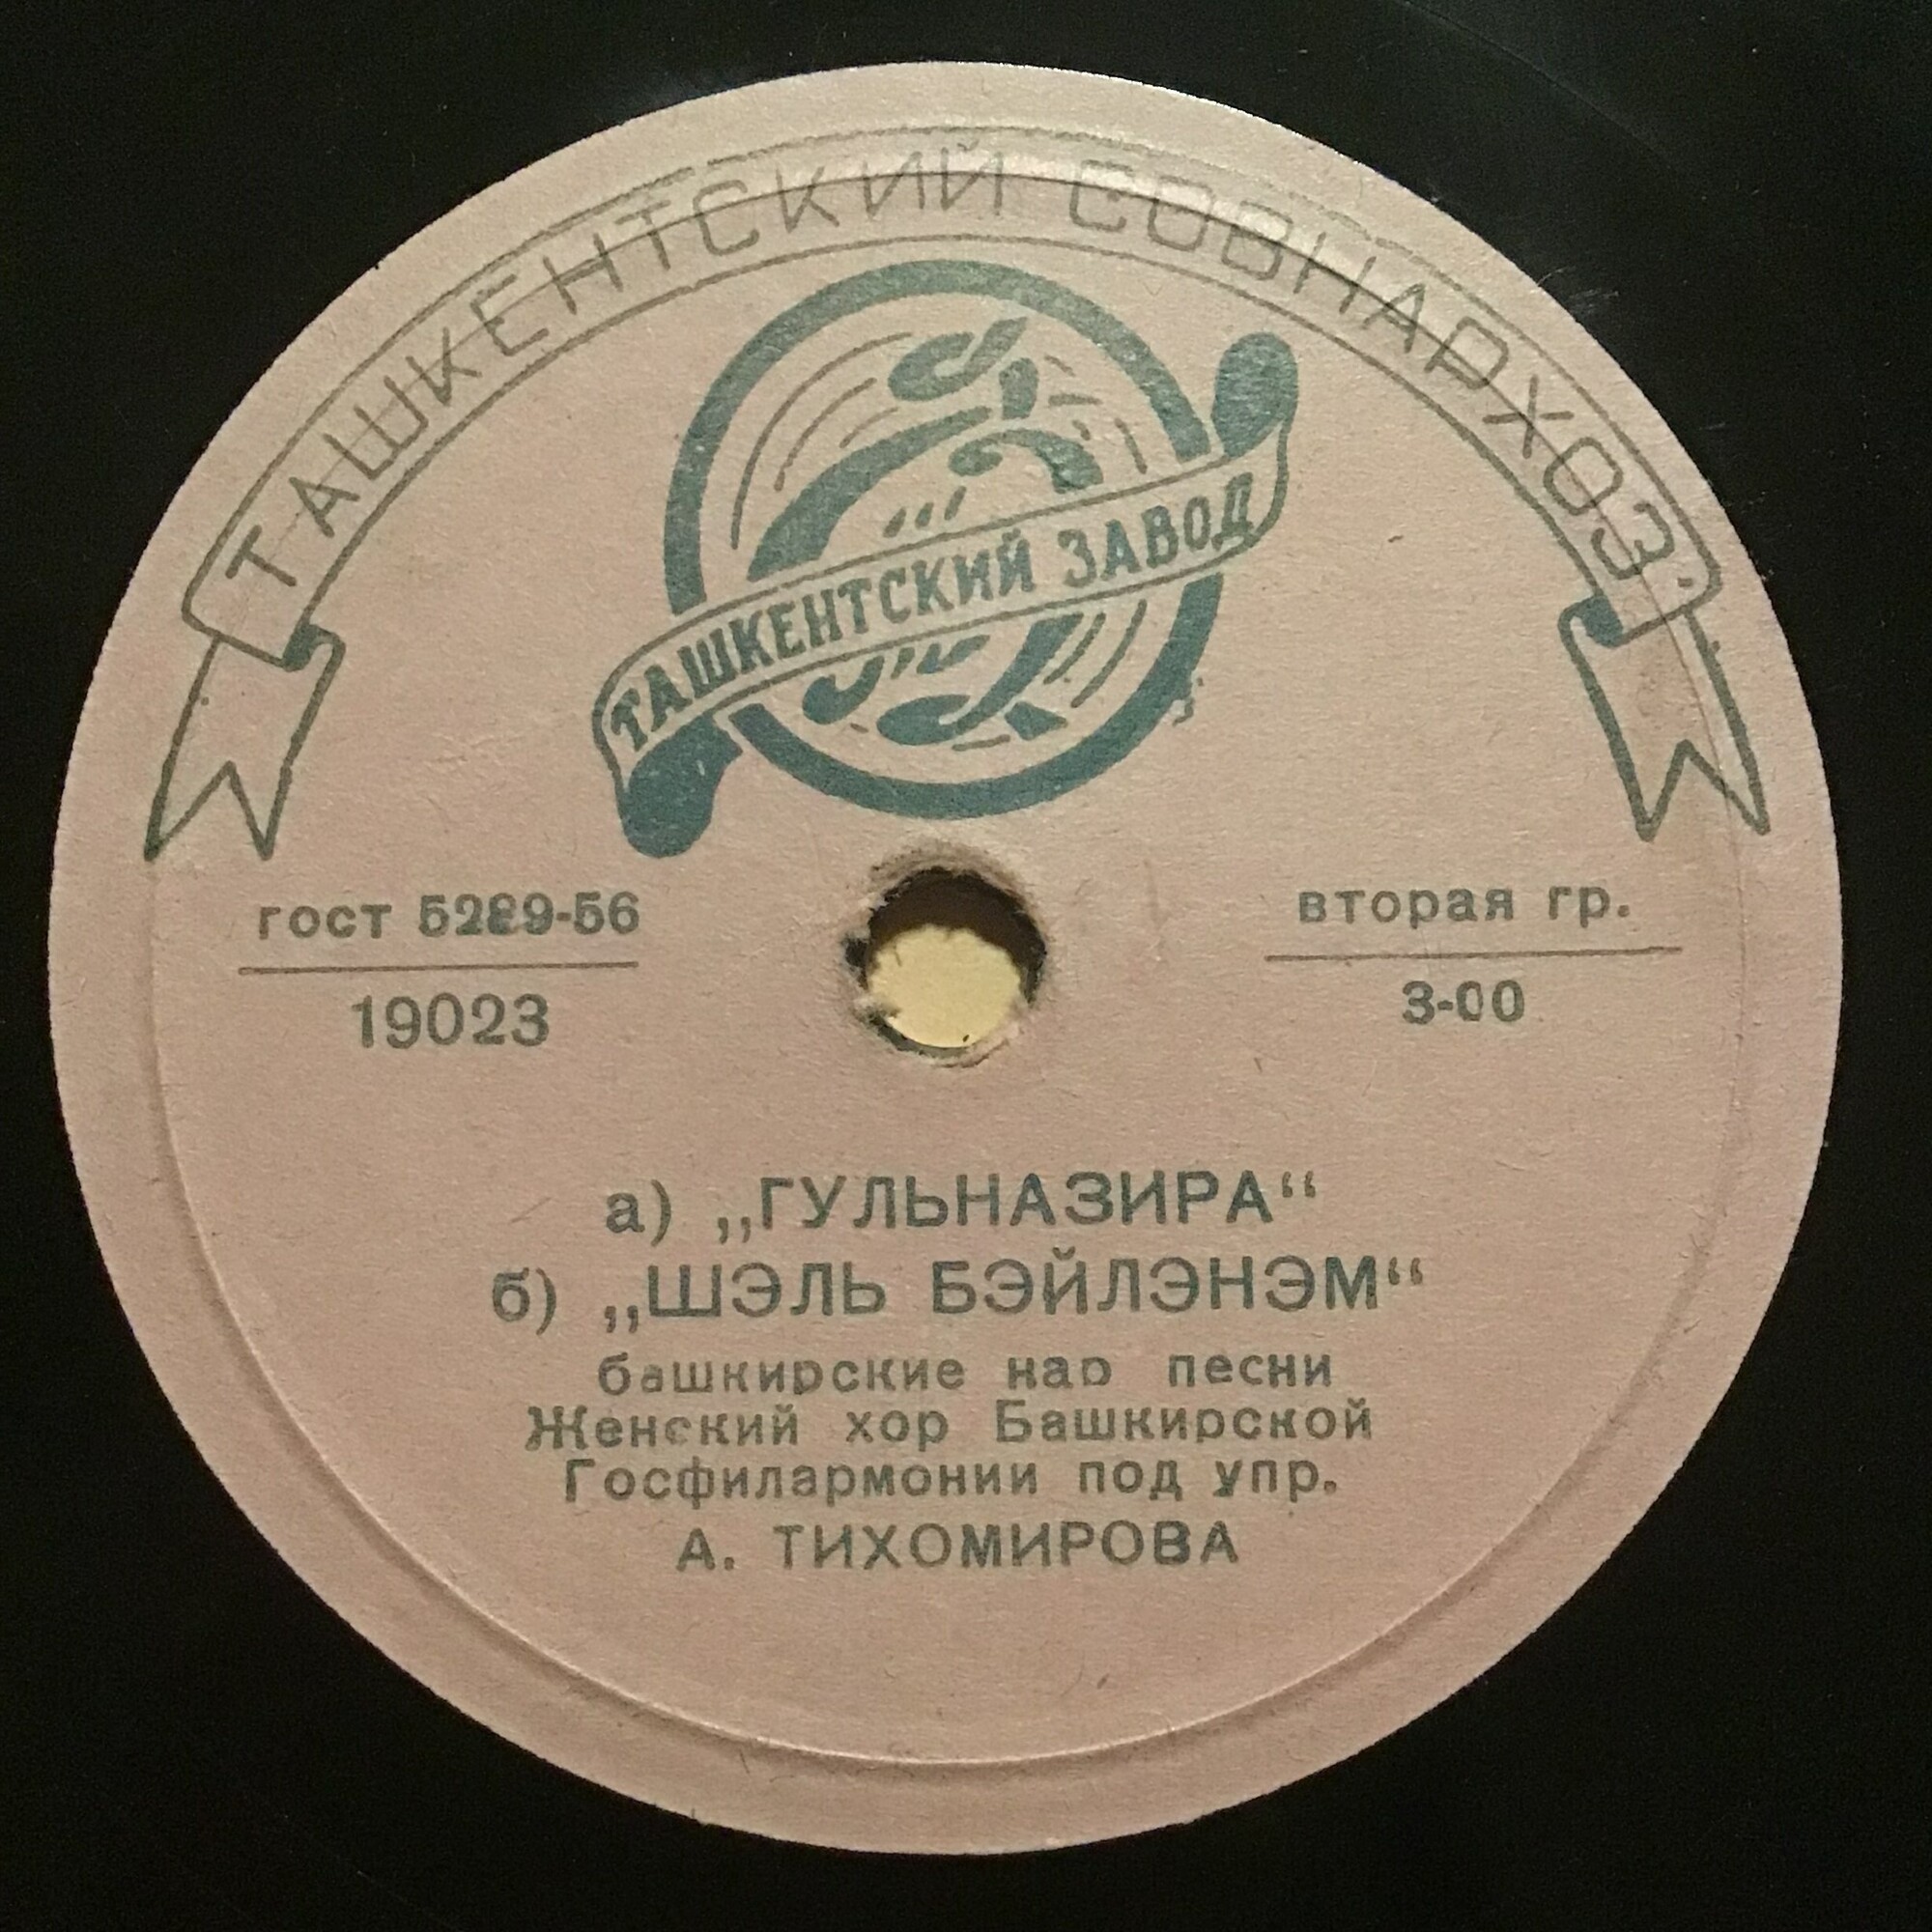 ТАШКЕНТСКИЙ СОВНАРХОЗ
ТАШКЕНТСКИЙ ЗАВОД
гост 5289-56
19023
вторая гр.
3-00
а) „ГУЛЬНАЗИРА“
б) „ШЭЛЬ БЭЙЛЭНЭМ“
башкирские нар песни
Женский хор Башкирской
Госфилармонии под упр.
А. ТИХОМИРОВА